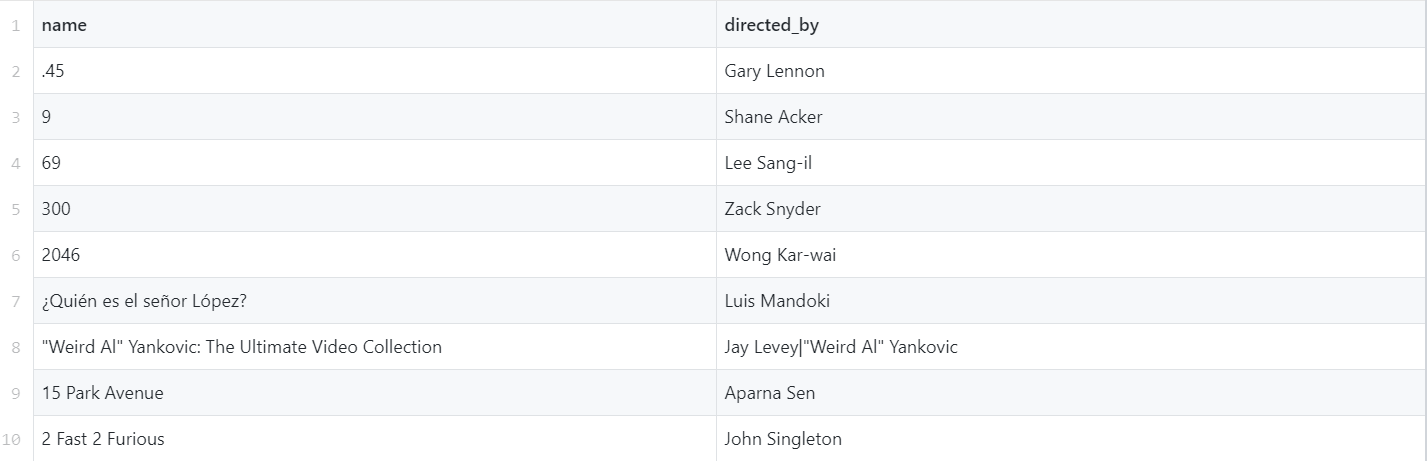 1 name directed_by
2 .45 Gary Lennon
3 9 Shane Acker
4 69 Lee Sang-il
5 300 Zack Snyder
6 2046 Wong Kar-wai
7 ¿Quién es el señor López? Luis Mandoki
8 "Weird Al" Yankovic: The Ultimate Video Collection Jay Levey|"Weird Al" Yankovic
9 15 Park Avenue Aparna Sen
10 2 Fast 2 Furious John Singleton